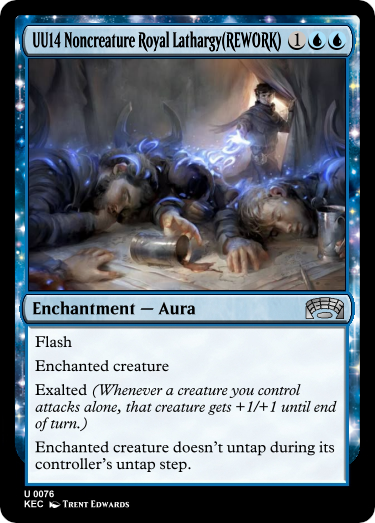 UU14 Noncreature Royal Lathargy(REWORK) 1
Enchantment — Aura
Flash
Enchanted creature
Exalted (Whenever a creature you control
attacks alone, that creature gets +1/+1 until end
of turn.)
Enchanted creature doesn't untap during its
controller's untap step.
U 0076
KEC Trent Edwards